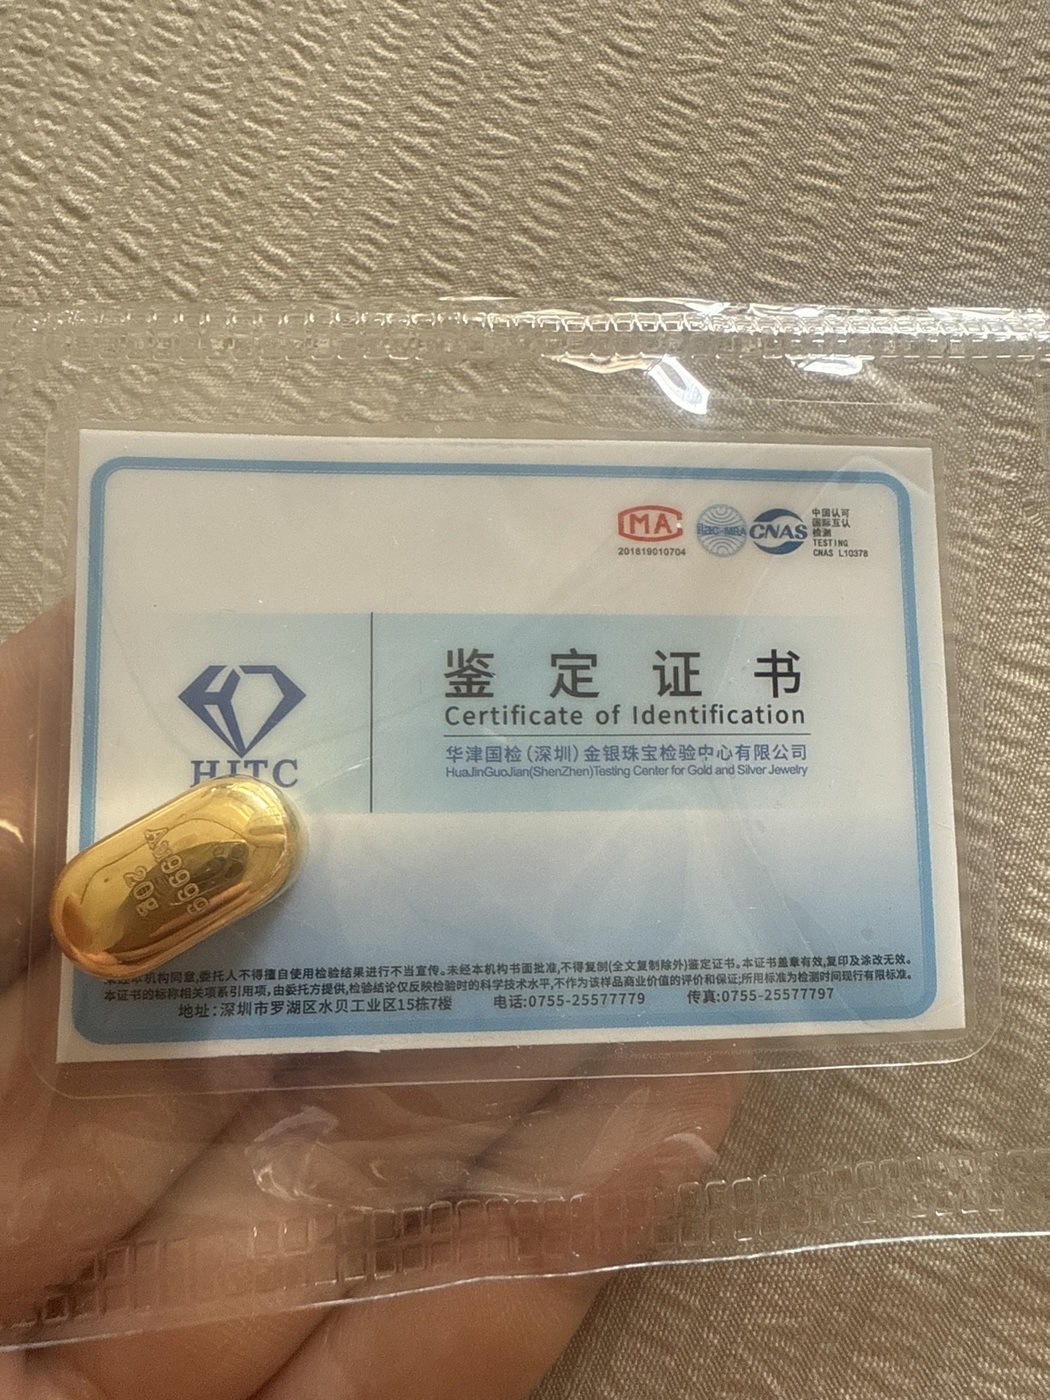 MA
201819010704
ilac-MRA
CNAS
中国认可
国际互认
检测
TESTING
CNAS L10378
鉴定证书
Certificate of Identification
华津国检(深圳)金银珠宝检验中心有限公司
HuaJinGuoJian(ShenZhen)Testing Center for Gold and Silver Jewelry
HJTC
Au9999
20g
未经本机构同意,委托人不得擅自使用检验结果进行不当宣传。未经本机构书面批准,不得复制(全文复制除外)鉴定证书。本证书盖章有效,复印及涂改无效。
本证书的标称相关项系引用项,由委托方提供,检验结论仅反映检验时的科学技术水平,不作为该样品商业价值的评价和保证;所用标准为检测时间现行有限标准。
地址:深圳市罗湖区水贝工业区15栋7楼 电话:0755-25577779 传真:0755-25577797